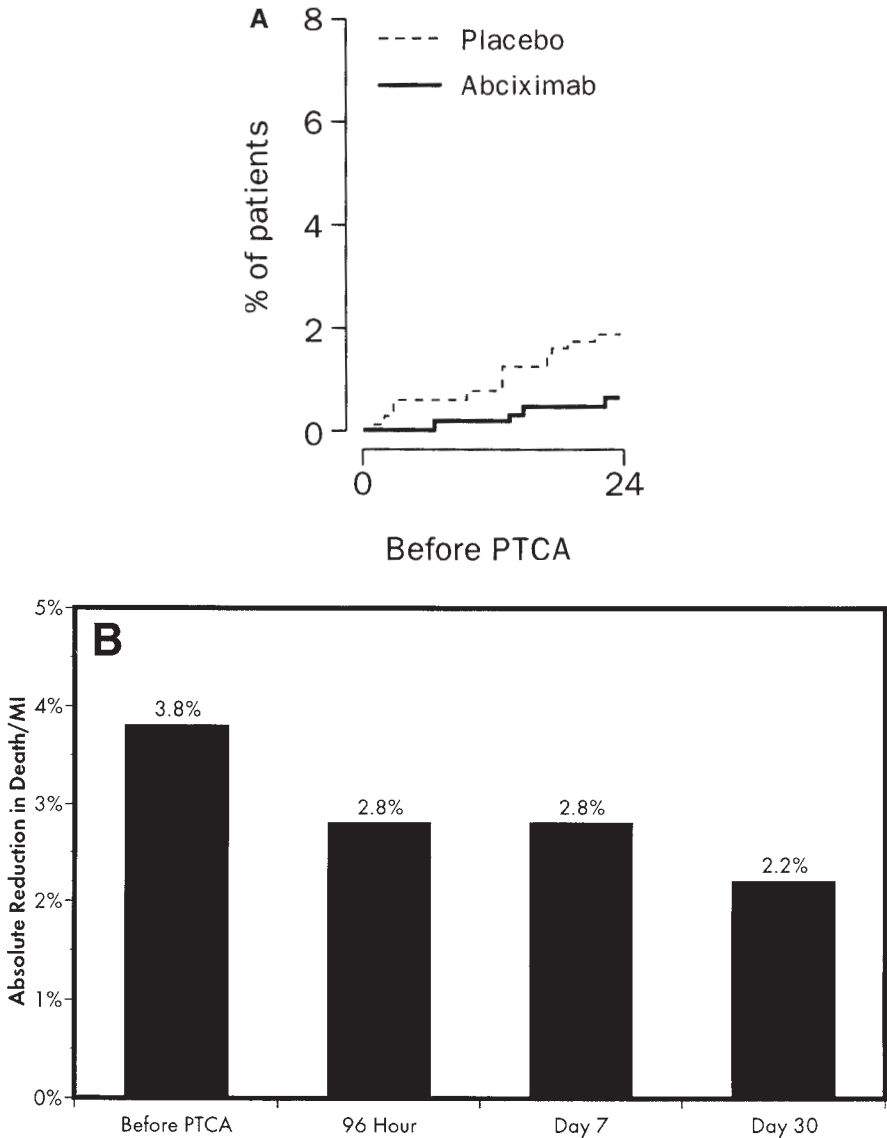 A
8
Placebo
Abciximab
6
4
2
0
% of patients
0 24
Before PTCA
B
5%
4%
3%
2%
1%
0%
Absolute Reduction in Death/MI
3.8%
2.8%
2.8%
2.2%
Before PTCA 96 Hour Day 7 Day 30